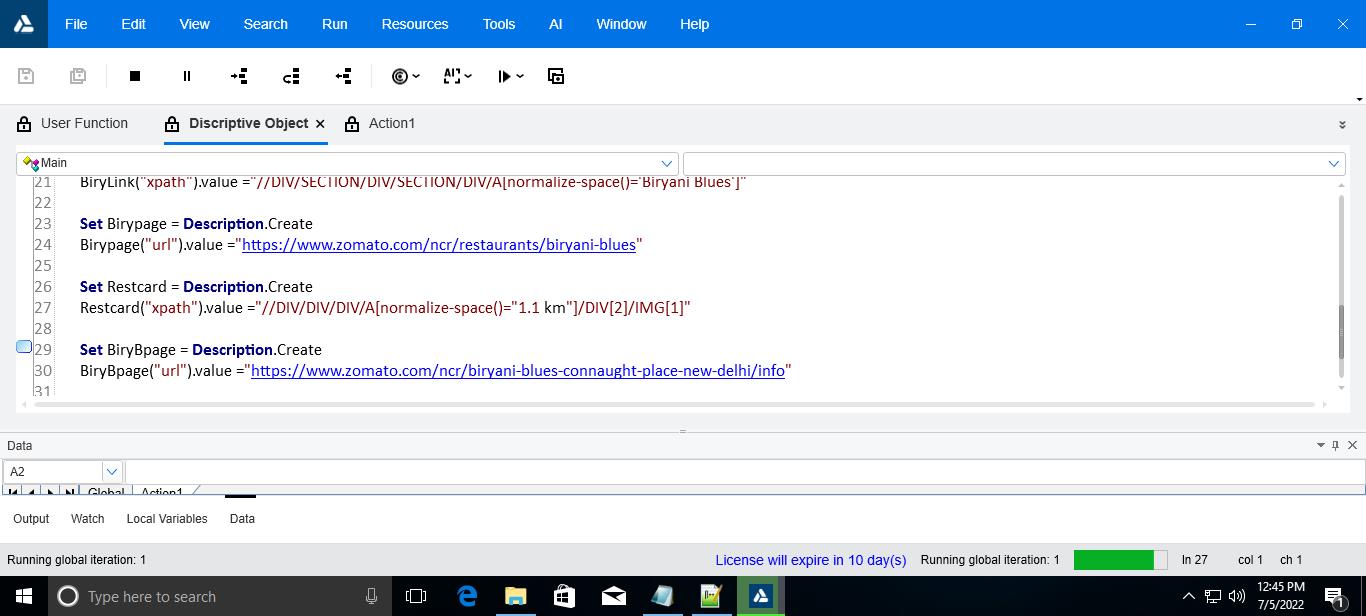 File Edit View Search Run Resources Tools AI Window Help
User Function Discriptive Object Action1
Main
21 BiryLink("xpath").value ="//DIV/SECTION/DIV/SECTION/DIV/A[normalize-space()='Biryani Blues']"
22
23 Set Birypage = Description.Create
24 Birypage("url").value ="https://www.zomato.com/ncr/restaurants/biryani-blues"
25
26 Set Restcard = Description.Create
27 Restcard("xpath").value ="//DIV/DIV/DIV/A[normalize-space()="1.1 km"]/DIV[2]/IMG[1]"
28
29 Set BiryBpage = Description.Create
30 BiryBpage("url").value ="https://www.zomato.com/ncr/biryani-blues-connaught-place-new-delhi/info"
31
Data
A2
Global Action1
Output Watch Local Variables Data
Running global iteration: 1 License will expire in 10 day(s) Running global iteration: 1 ln 27 col 1 ch 1
Type here to search
12:45 PM
7/5/2022
1